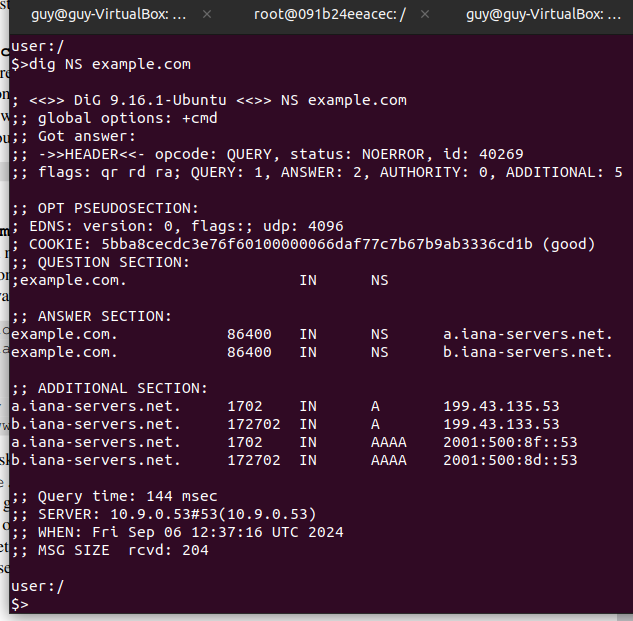 guy@guy-VirtualBox: ... × root@091b24eeacec: / × guy@guy-VirtualBox: ...
user:/
$>dig NS example.com
; <<>> DiG 9.16.1-Ubuntu <<>> NS example.com
;; global options: +cmd
;; Got answer:
;; ->>HEADER<<- opcode: QUERY, status: NOERROR, id: 40269
;; flags: qr rd ra; QUERY: 1, ANSWER: 2, AUTHORITY: 0, ADDITIONAL: 5
;; OPT PSEUDOSECTION:
; EDNS: version: 0, flags:; udp: 4096
; COOKIE: 5bba8cecdc3e76f60100000066daf77c7b67b9ab3336cd1b (good)
;; QUESTION SECTION:
;example.com. IN NS
;; ANSWER SECTION:
example.com. 86400 IN NS a.iana-servers.net.
example.com. 86400 IN NS b.iana-servers.net.
;; ADDITIONAL SECTION:
a.iana-servers.net. 1702 IN A 199.43.135.53
b.iana-servers.net. 172702 IN A 199.43.133.53
a.iana-servers.net. 1702 IN AAAA 2001:500:8f::53
b.iana-servers.net. 172702 IN AAAA 2001:500:8d::53
;; Query time: 144 msec
;; SERVER: 10.9.0.53#53(10.9.0.53)
;; WHEN: Fri Sep 06 12:37:16 UTC 2024
;; MSG SIZE rcvd: 204
user:/
$>